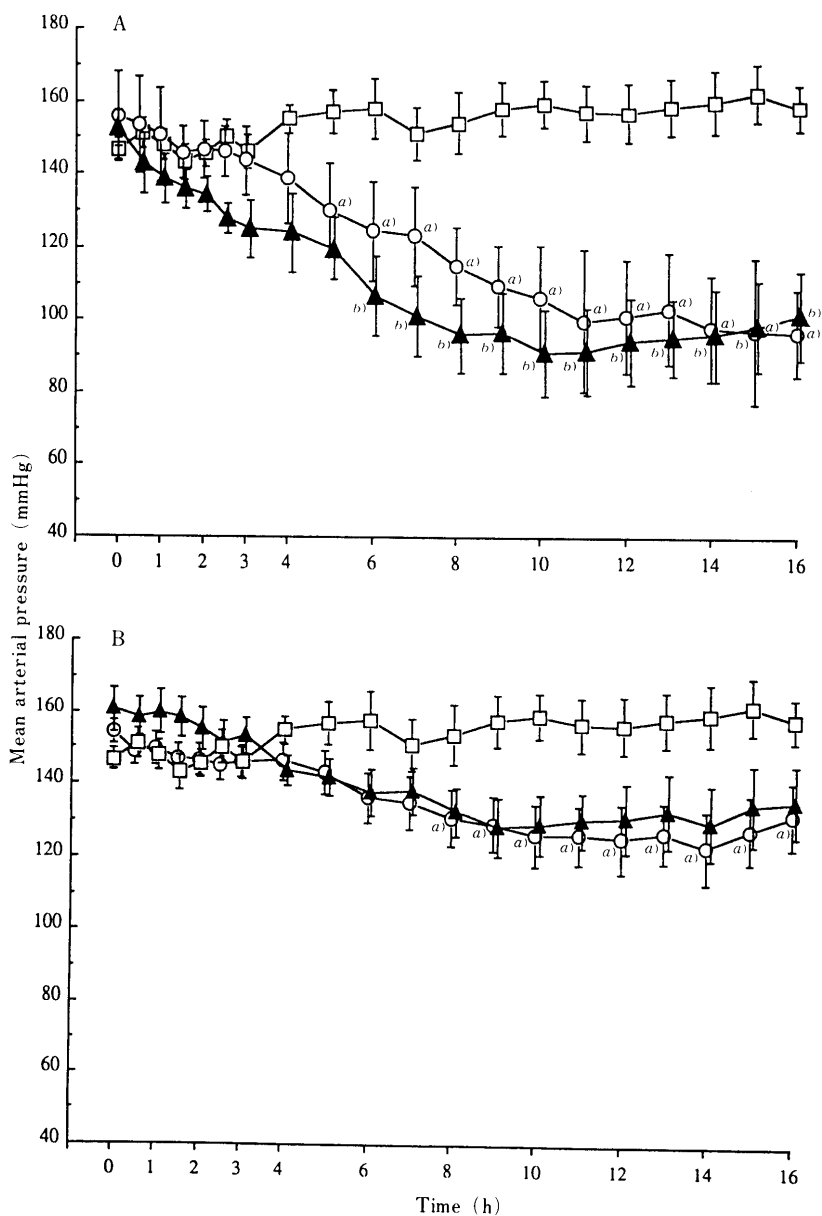 A
180
160
140
120
100
80
60
40
a) a) a) a) a) a) a) a) a) a) a) a)
b) b) b) b) b) b) b) b) b) b) b)
0 1 2 3 4 6 8 10 12 14 16
Mean arterial pressure (mmHg)
B
180
160
140
120
100
80
60
40
a) a) a) a) a) a) a) a) a)
0 1 2 3 4 6 8 10 12 14 16
Time (h)